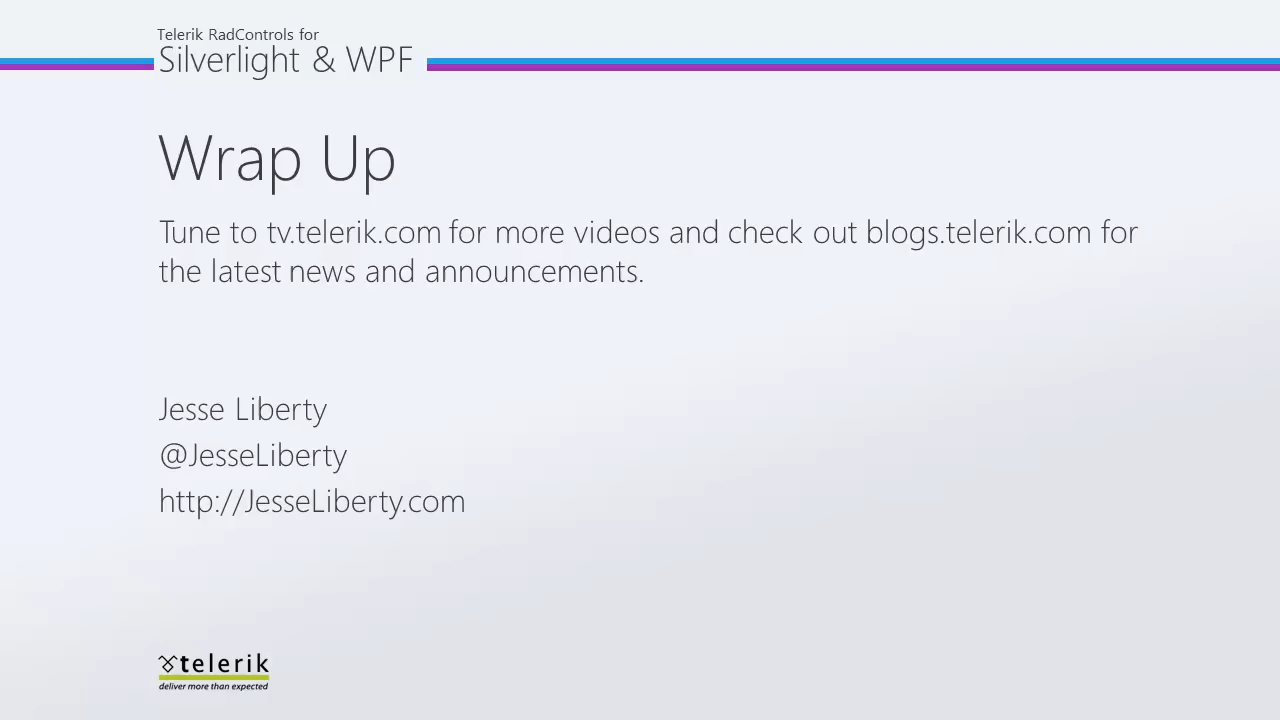 Telerik RadControls for
Silverlight & WPF
Wrap Up
Tune to tv.telerik.com for more videos and check out blogs.telerik.com for
the latest news and announcements.
Jesse Liberty
@JesseLiberty
http://JesseLiberty.com
telerik
deliver more than expected